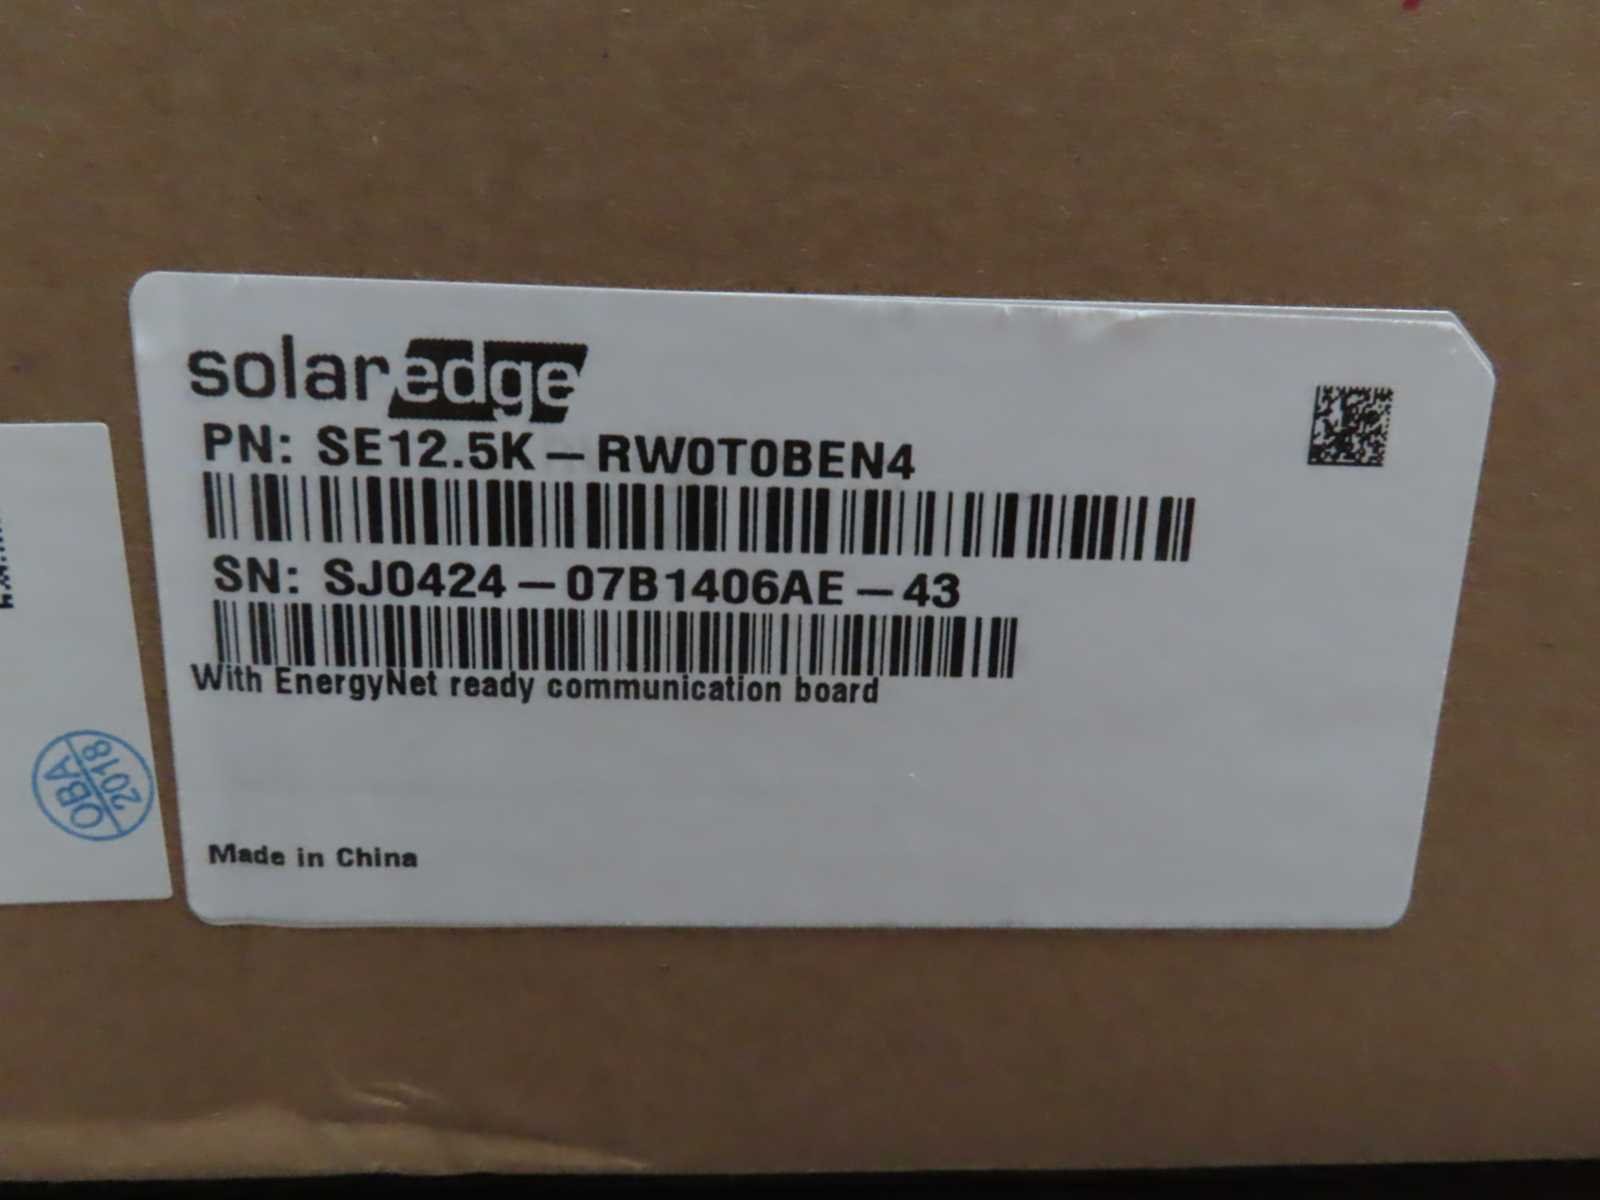 solaredge
PN: SE12.5K-RW0T0BEN4
SN: SJ0424-07B1406AE-43
With EnergyNet ready communication board
Made in China
OBA
2018